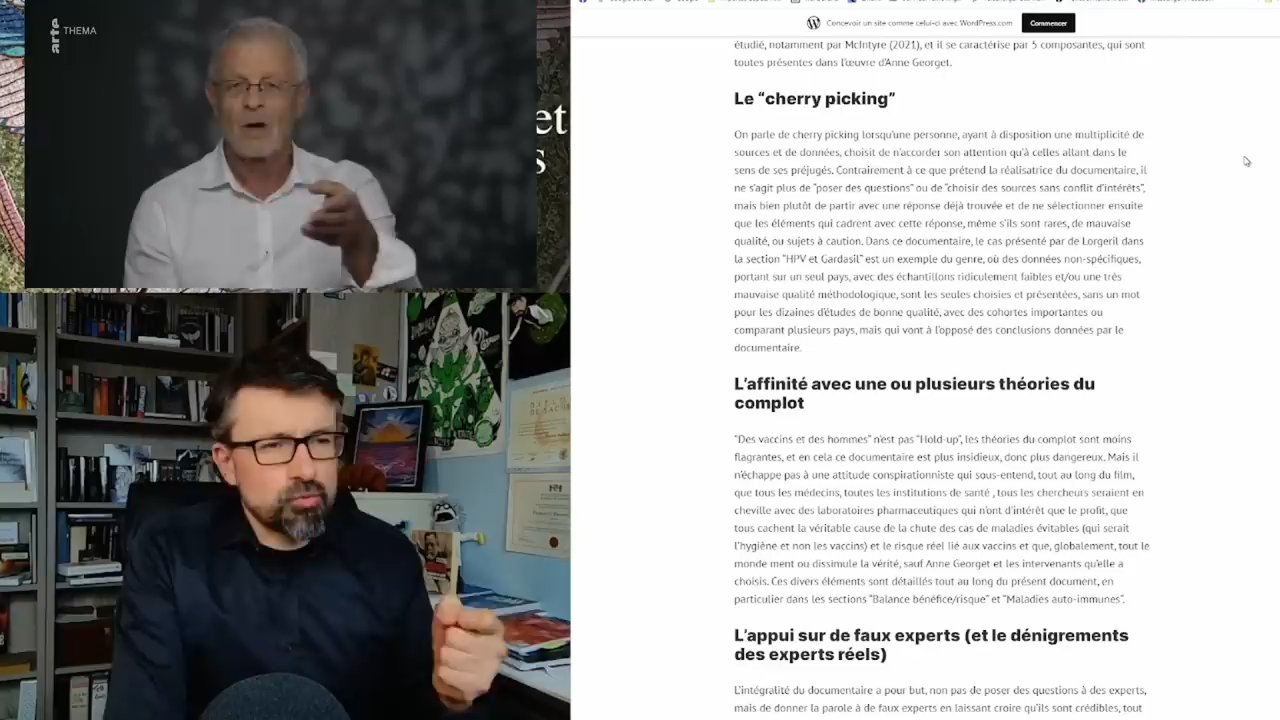 arte THEMA
et
s
Concevoir un site comme celui-ci avec WordPress.com
Commencer
étudié, notamment par McIntyre (2021), et il se caractérise par 5 composantes, qui sont
toutes présentes dans l'œuvre d'Anne Georget.
Le “cherry picking”
On parle de cherry picking lorsqu'une personne, ayant à disposition une multiplicité de
sources et de données, choisit de n'accorder son attention qu'à celles allant dans le
sens de ses préjugés. Contrairement à ce que prétend la réalisatrice du documentaire, il
ne s'agit plus de “poser des questions” ou de “choisir des sources sans conflit d'intérêts”,
mais bien plutôt de partir avec une réponse déjà trouvée et de ne sélectionner ensuite
que les éléments qui cadrent avec cette réponse, même s'ils sont rares, de mauvaise
qualité, ou sujets à caution. Dans ce documentaire, le cas présenté par de Lorgeril dans
la section “HPV et Gardasil” est un exemple du genre, où des données non-spécifiques,
portant sur un seul pays, avec des échantillons ridiculement faibles et/ou une très
mauvaise qualité méthodologique, sont les seules choisies et présentées, sans un mot
pour les dizaines d'études de bonne qualité, avec des cohortes importantes ou
comparant plusieurs pays, mais qui vont à l'opposé des conclusions données par le
documentaire.
L'affinité avec une ou plusieurs théories du
complot
“Des vaccins et des hommes” n'est pas “Hold-up”, les théories du complot sont moins
flagrantes, et en cela ce documentaire est plus insidieux, donc plus dangereux. Mais il
n'échappe pas à une attitude conspirationniste qui sous-entend, tout au long du film,
que tous les médecins, toutes les institutions de santé , tous les chercheurs seraient en
cheville avec des laboratoires pharmaceutiques qui n'ont d'intérêt que le profit, que
tous cachent la véritable cause de la chute des cas de maladies évitables (qui serait
l'hygiène et non les vaccins) et le risque réel lié aux vaccins et que, globalement, tout le
monde ment ou dissimule la vérité, sauf Anne Georget et les intervenants qu'elle a
choisis. Ces divers éléments sont détaillés tout au long du présent document, en
particulier dans les sections “Balance bénéfice/risque” et “Maladies auto-immunes”.
L'appui sur de faux experts (et le dénigrements
des experts réels)
L'intégralité du documentaire a pour but, non pas de poser des questions à des experts,
mais de donner la parole à de faux experts en laissant croire qu'ils sont crédibles, tout